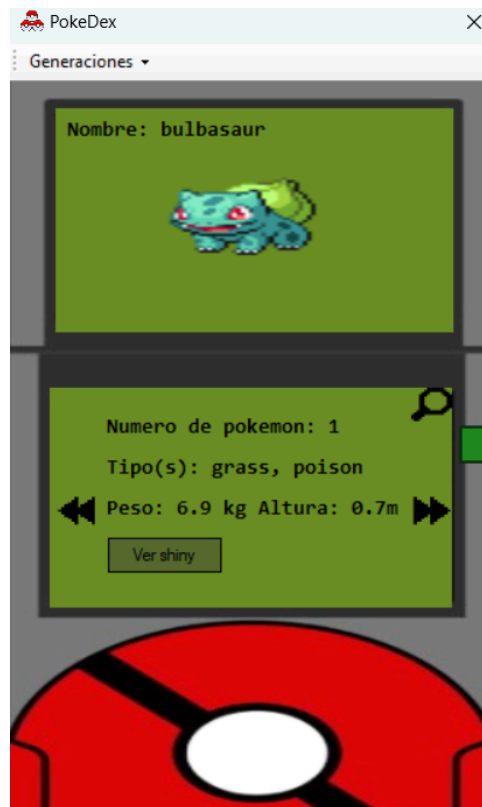 PokeDex
Generaciones
Nombre: bulbasaur
Numero de pokemon: 1
Tipo(s): grass, poison
Peso: 6.9 kg Altura: 0.7m
Ver shiny